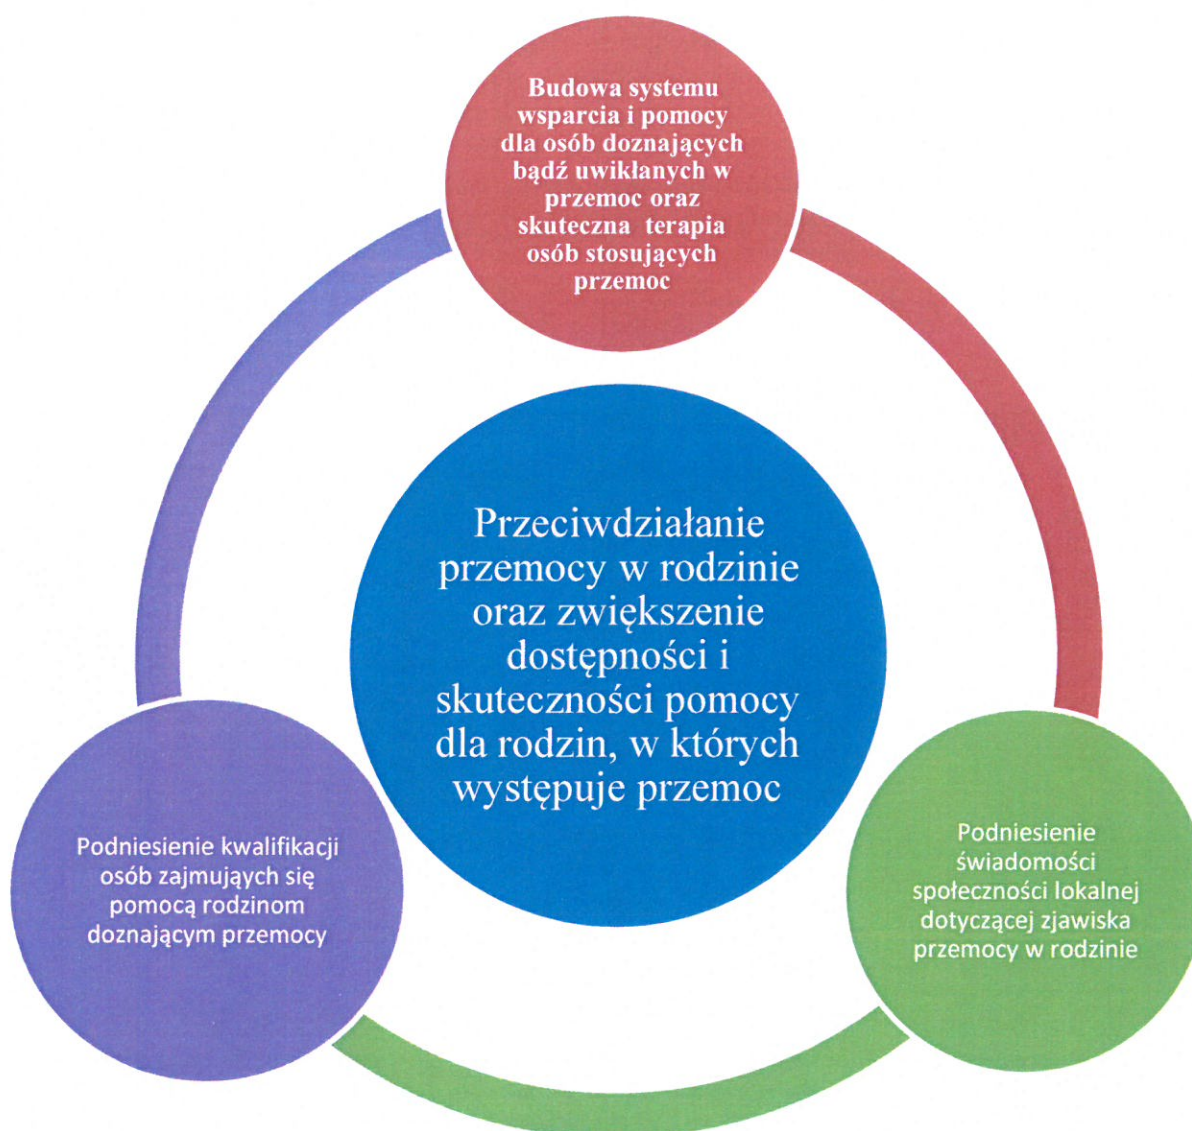 Budowa systemu
wsparcia i pomocy
dla osób doznających
bądź uwikłanych w
przemoc oraz
skuteczna terapia
osób stosujących
przemoc
Przeciwdziałanie
przemocy w rodzinie
oraz zwiększenie
dostępności i
skuteczności pomocy
dla rodzin, w których
występuje przemoc
Podniesienie kwalifikacji
osób zajmująych się
pomocą rodzinom
doznającym przemocy
Podniesienie
świadomości
społeczności lokalnej
dotyczącej zjawiska
przemocy w rodzinie